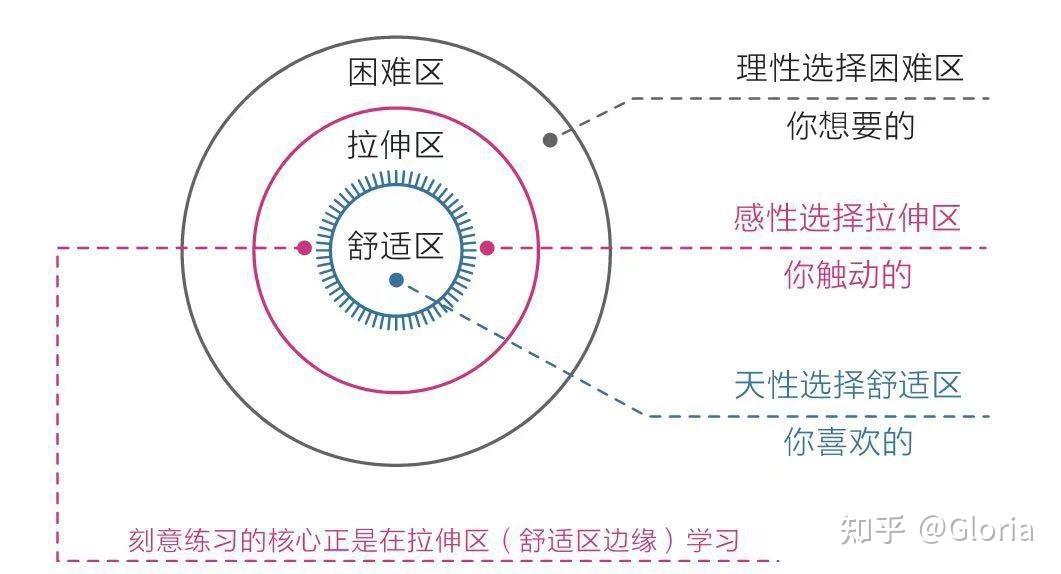 困难区
理性选择困难区
你想要的
拉伸区
感性选择拉伸区
你触动的
舒适区
天性选择舒适区
你喜欢的
刻意练习的核心正是在拉伸区（舒适区边缘）学习
知乎 @Gloria